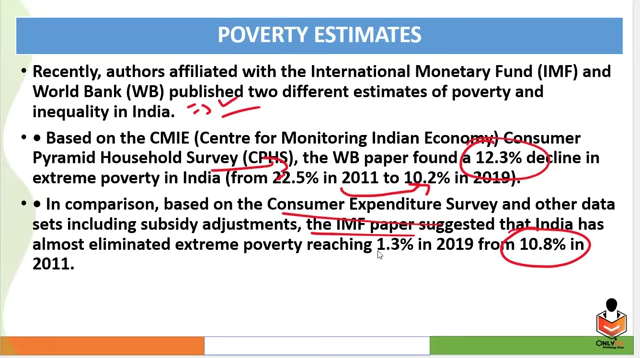 POVERTY ESTIMATES
• Recently, authors affiliated with the International Monetary Fund (IMF) and
World Bank (WB) published two different estimates of poverty and
inequality in India.
• • Based on the CMIE (Centre for Monitoring Indian Economy) Consumer
Pyramid Household Survey (CPHS), the WB paper found a 12.3% decline in
extreme poverty in India (from 22.5% in 2011 to 10.2% in 2019).
• • In comparison, based on the Consumer Expenditure Survey and other data
sets including subsidy adjustments, the IMF paper suggested that India has
almost eliminated extreme poverty reaching 1.3% in 2019 from 10.8% in
2011.